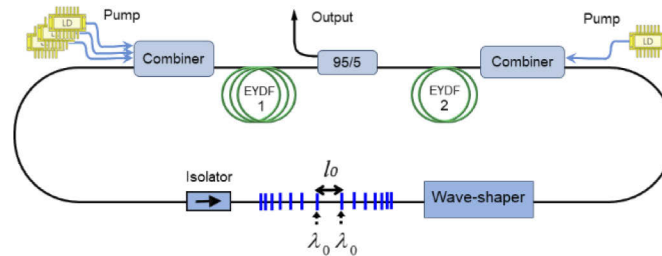 Pump
Output
Pump
LD
LD
Combiner
95/5
Combiner
EYDF
1
EYDF
2
Isolator
l0
Wave-shaper
λ0 λ0